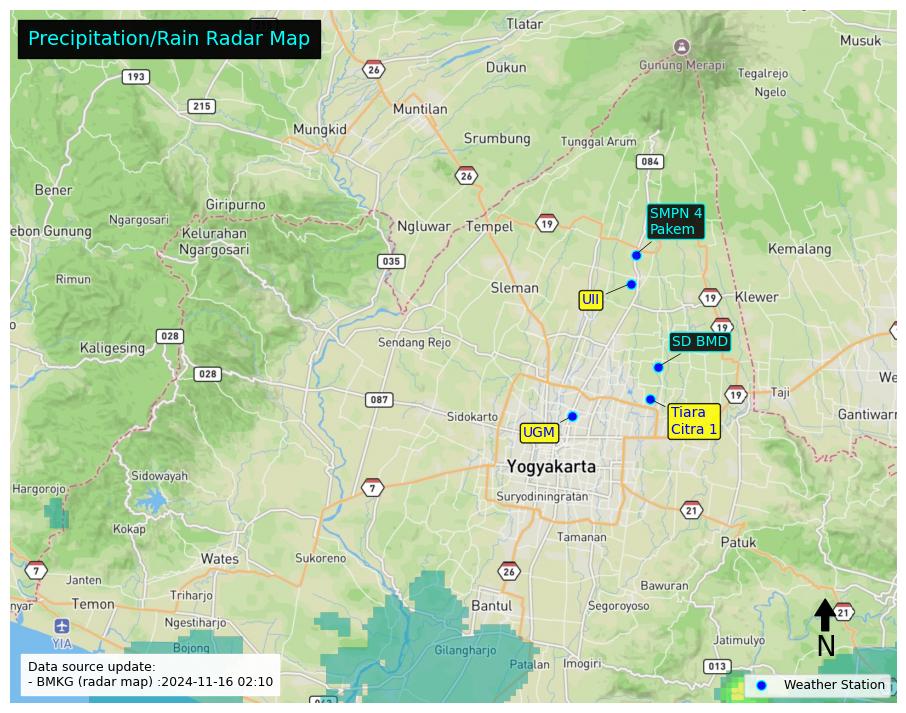 Precipitation/Rain Radar Map
Tlatar
Musuk
26
Dukun
Gunung Merapi
Tegalrejo
193
Ngelo
215
Muntilan
Mungkid
Srumbung
Tunggal Arum
084
26
Bener
Giripurno
Ngargosari
SMPN 4
Pakem
ebon Gunung
Kelurahan
Ngargosari
Ngluwar
Tempel
19
Kemalang
035
Rimun
Sleman
UII
19
Klewer
19
028
Kaligesing
Sendang Rejo
SD BMD
028
We
087
19
Taji
Sidokarto
Tiara
Citra 1
Gantiwarn
UGM
Yogyakarta
Sidowayah
Hargorojo
7
Suryodiningratan
21
Kokap
Tamanan
Patuk
Wates
Sukoreno
7
26
Janten
Bawuran
Triharjo
nyar
Temon
Bantul
Segoroyoso
21
Ngestiharjo
YIA
Bojong
Gilangharjo
Jatimulyo
N
Patalan
Imogiri
013
Data source update:
- BMKG (radar map) :2024-11-16 02:10
Weather Station